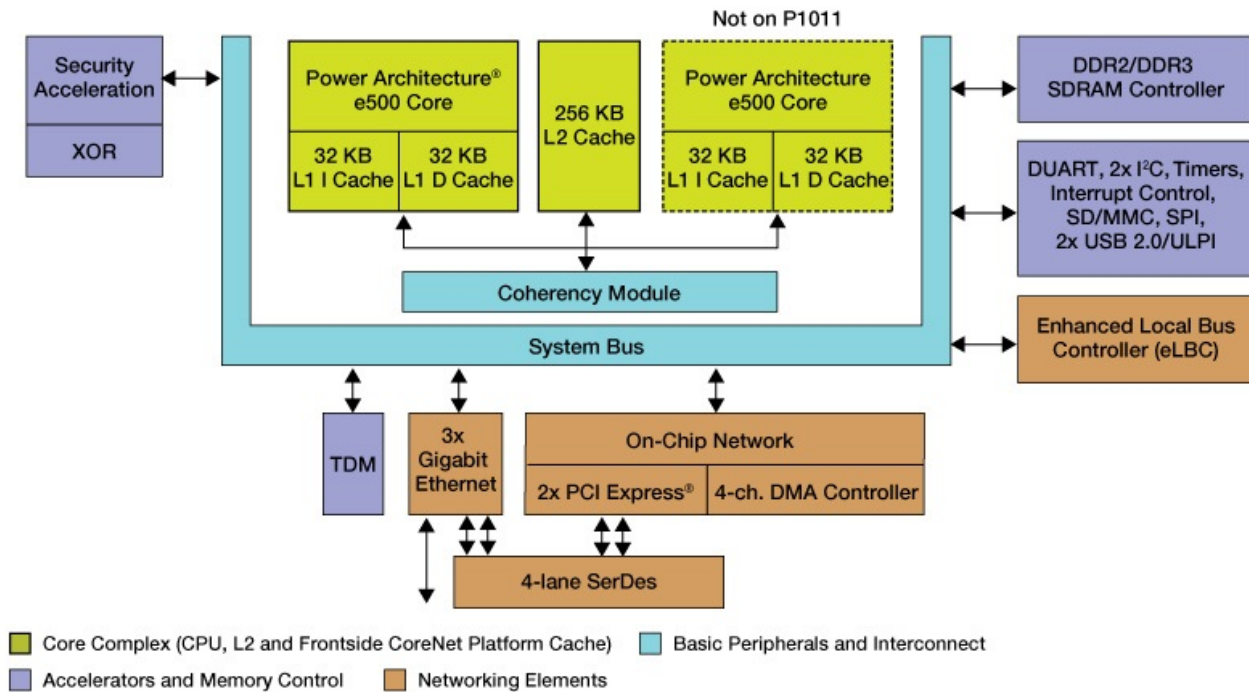 Not on P1011
Security
Acceleration
XOR
Power Architecture®
e500 Core
32 KB
L1 I Cache
32 KB
L1 D Cache
256 KB
L2 Cache
Power Architecture
e500 Core
32 KB
L1 I Cache
32 KB
L1 D Cache
DDR2/DDR3
SDRAM Controller
DUART, 2x I²C, Timers,
Interrupt Control,
SD/MMC, SPI,
2x USB 2.0/ULPI
Coherency Module
System Bus
Enhanced Local Bus
Controller (eLBC)
TDM
3x
Gigabit
Ethernet
On-Chip Network
2x PCI Express®
4-ch. DMA Controller
4-lane SerDes
Core Complex (CPU, L2 and Frontside CoreNet Platform Cache)
Basic Peripherals and Interconnect
Accelerators and Memory Control
Networking Elements